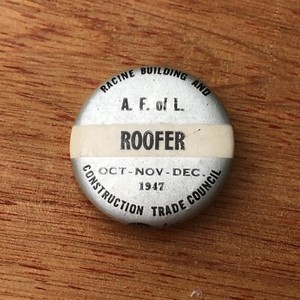 RACINE BUILDING AND
A. F. of L.
ROOFER
OCT-NOV-DEC.
1947
CONSTRUCTION TRADE COUNCIL